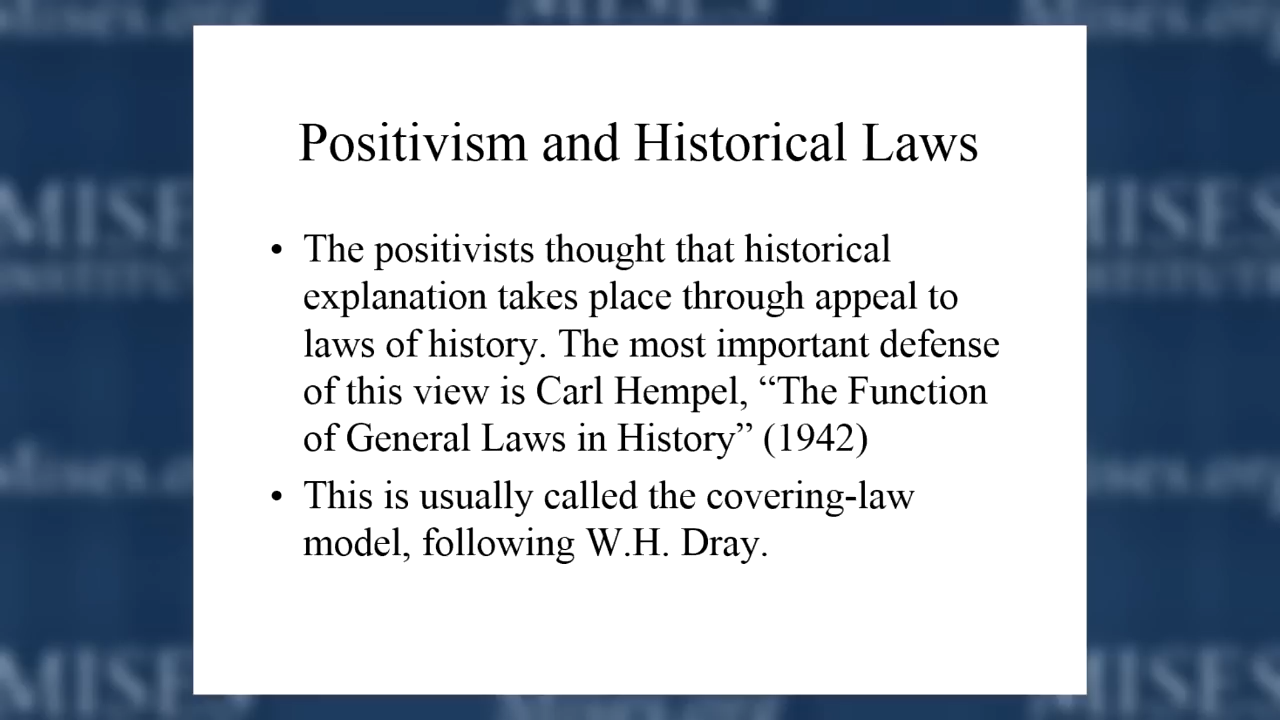 Positivism and Historical Laws
• The positivists thought that historical
explanation takes place through appeal to
laws of history. The most important defense
of this view is Carl Hempel, “The Function
of General Laws in History” (1942)
• This is usually called the covering-law
model, following W.H. Dray.